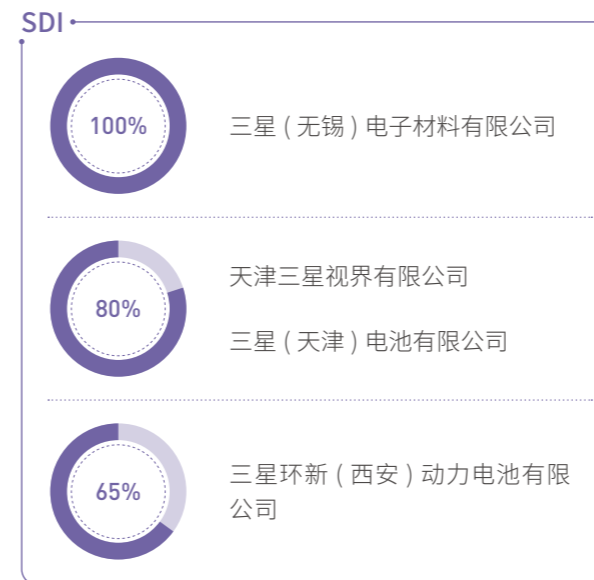 SDI
100%
三星 ( 无锡 ) 电子材料有限公司
80%
天津三星视界有限公司
三星 ( 天津 ) 电池有限公司
65%
三星环新 ( 西安 ) 动力电池有限
公司